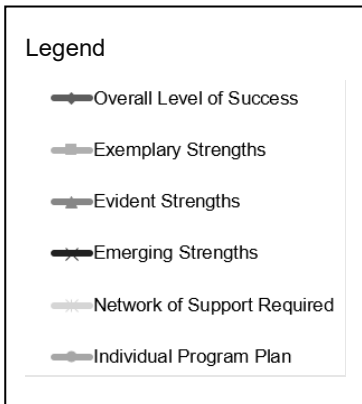 Legend
Overall Level of Success
Exemplary Strengths
Evident Strengths
Emerging Strengths
Network of Support Required
Individual Program Plan